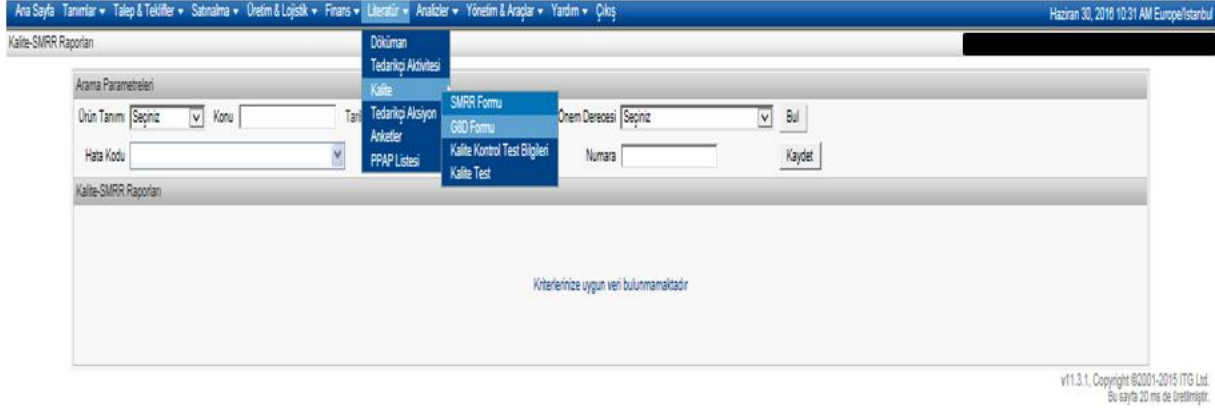 Ana Sayfa Tanımlar Talep & Teklifler Satınalma Üretim & Lojistik Finans Literatür Analizler Yönetim & Araçlar Yardım Çıkış Haziran 30, 2016 10:31 AM Europe/Istanbul
Kalite-SMRR Raporları
Döküman
Tedarikçi Aktivitesi
Kalite
Tedarikçi Aksiyon
Anketler
PPAP Listesi
SMRR Formu
G8D Formu
Kalite Kontrol Test Bilgileri
Kalite Test
Arama Parametreleri
Ürün Tanımı Seçiniz Konu Tari Önem Derecesi Seçiniz Bul
Hata Kodu Numara Kaydet
Kalite-SMRR Raporları
Kriterlerinize uygun veri bulunmamaktadır
v11.3.1, Copyright ©2001-2015 ITG Ltd.
Bu sayfa 20 ms de üretilmiştir.